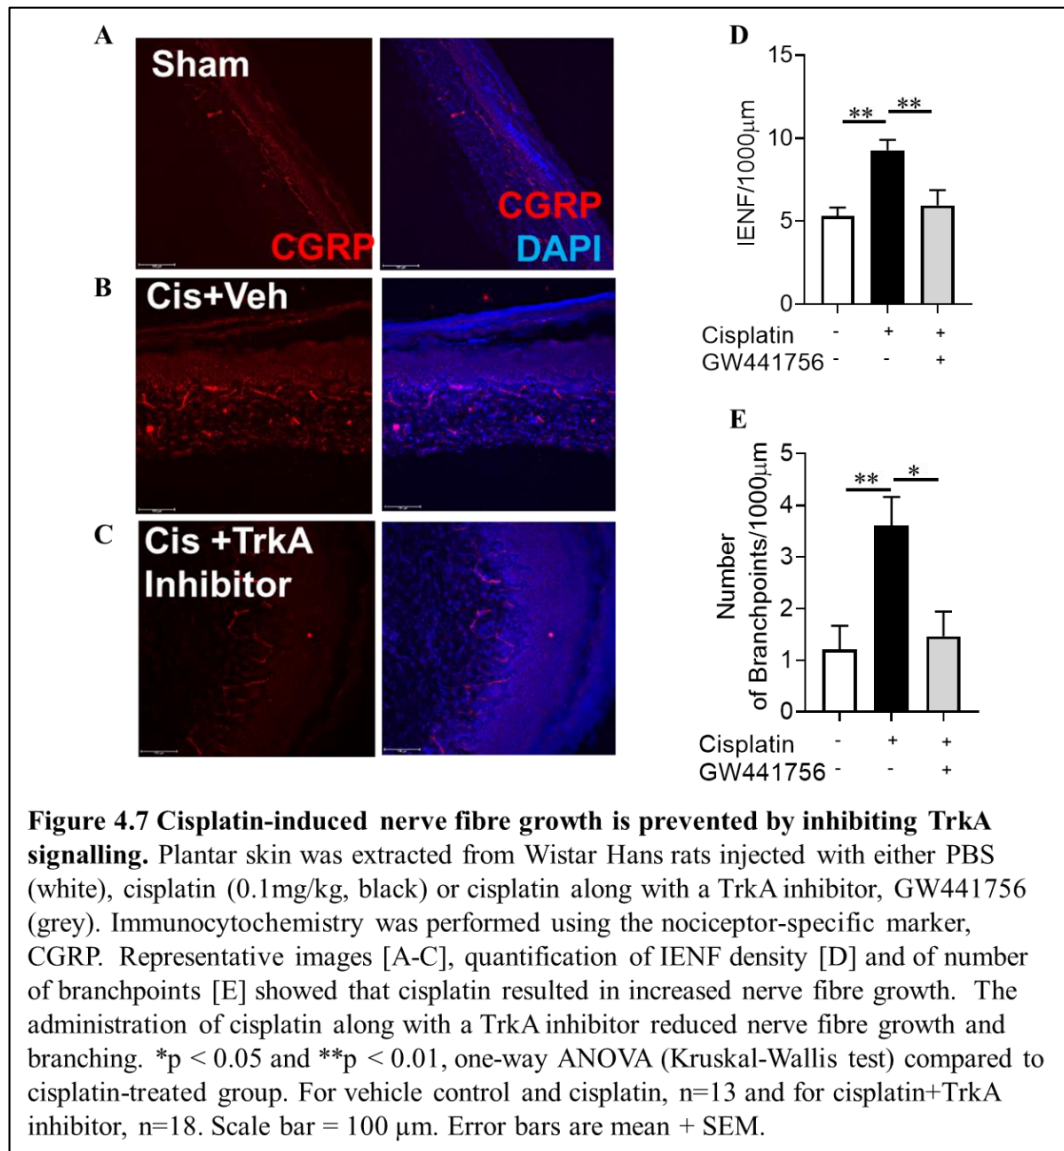 A
Sham
CGRP
CGRP
DAPI
B
Cis+Veh
C
Cis +TrkA
Inhibitor
D
IENF/1000µm
15
10
5
0
** **
Cisplatin - + +
GW441756 - - +
E
Number
of Branchpoints/1000µm
5
4
3
2
1
0
** *
Cisplatin - + +
GW441756 - - +
Figure 4.7 Cisplatin-induced nerve fibre growth is prevented by inhibiting TrkA
signalling. Plantar skin was extracted from Wistar Hans rats injected with either PBS
(white), cisplatin (0.1mg/kg, black) or cisplatin along with a TrkA inhibitor, GW441756
(grey). Immunocytochemistry was performed using the nociceptor-specific marker,
CGRP. Representative images [A-C], quantification of IENF density [D] and of number
of branchpoints [E] showed that cisplatin resulted in increased nerve fibre growth. The
administration of cisplatin along with a TrkA inhibitor reduced nerve fibre growth and
branching. *p < 0.05 and **p < 0.01, one-way ANOVA (Kruskal-Wallis test) compared to
cisplatin-treated group. For vehicle control and cisplatin, n=13 and for cisplatin+TrkA
inhibitor, n=18. Scale bar = 100 µm. Error bars are mean + SEM.